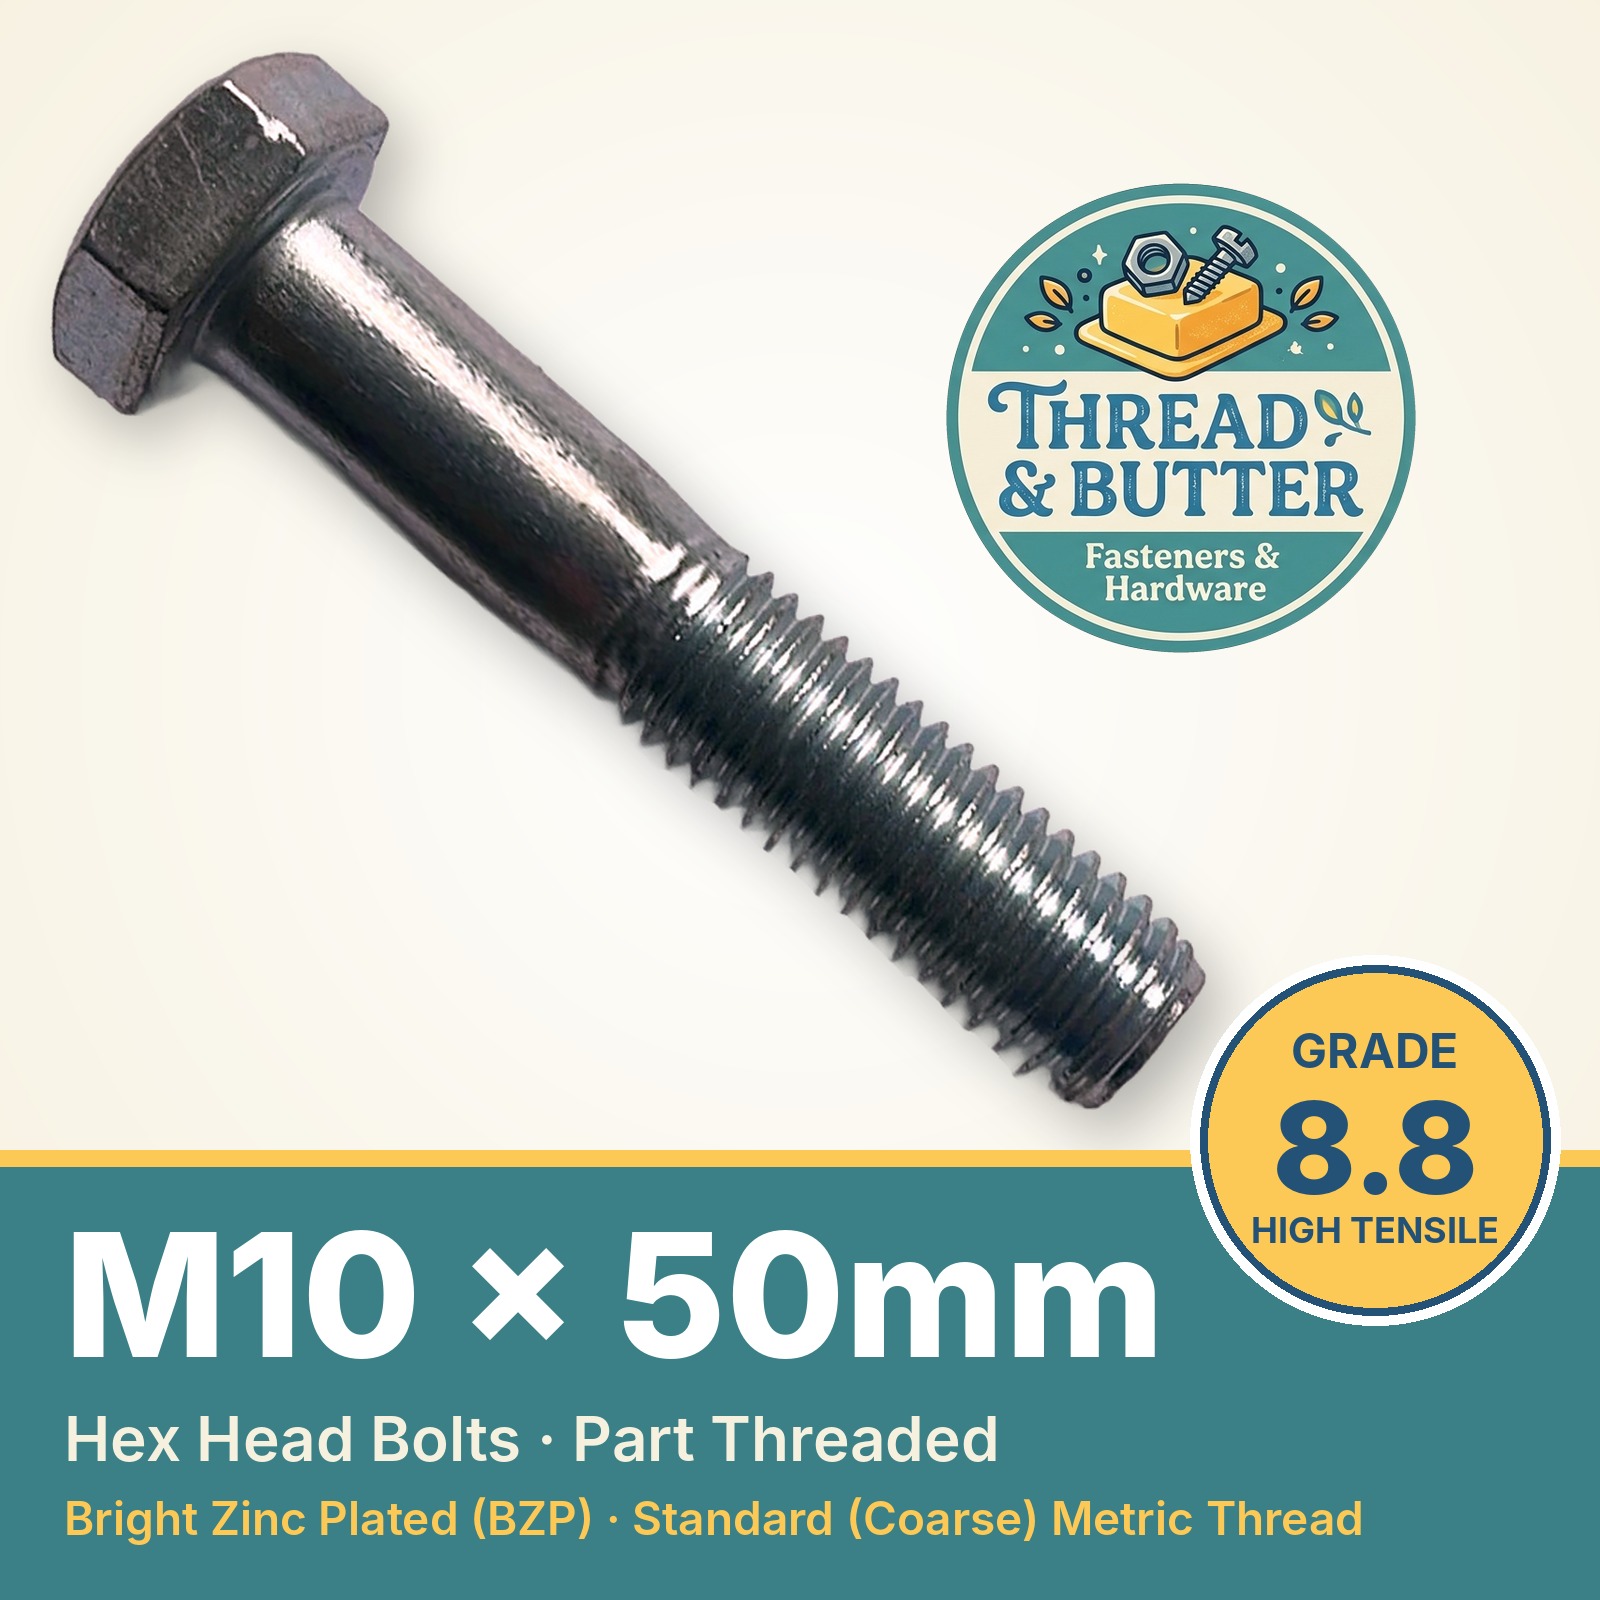 THREAD
& BUTTER
Fasteners &
Hardware
GRADE
8.8
HIGH TENSILE
M10 × 50mm
Hex Head Bolts · Part Threaded
Bright Zinc Plated (BZP) · Standard (Coarse) Metric Thread